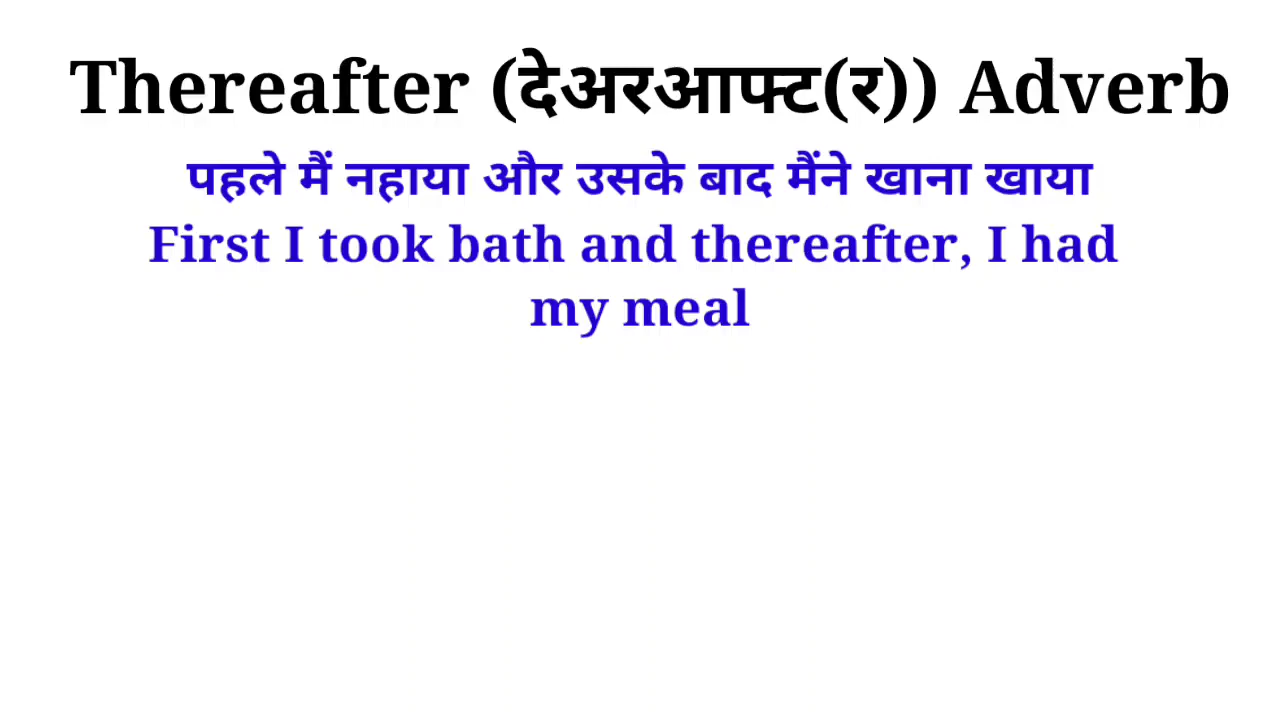 Thereafter (देअरआफ्ट(र)) Adverb
पहले मैं नहाया और उसके बाद मैंने खाना खाया
First I took bath and thereafter, I had
my meal